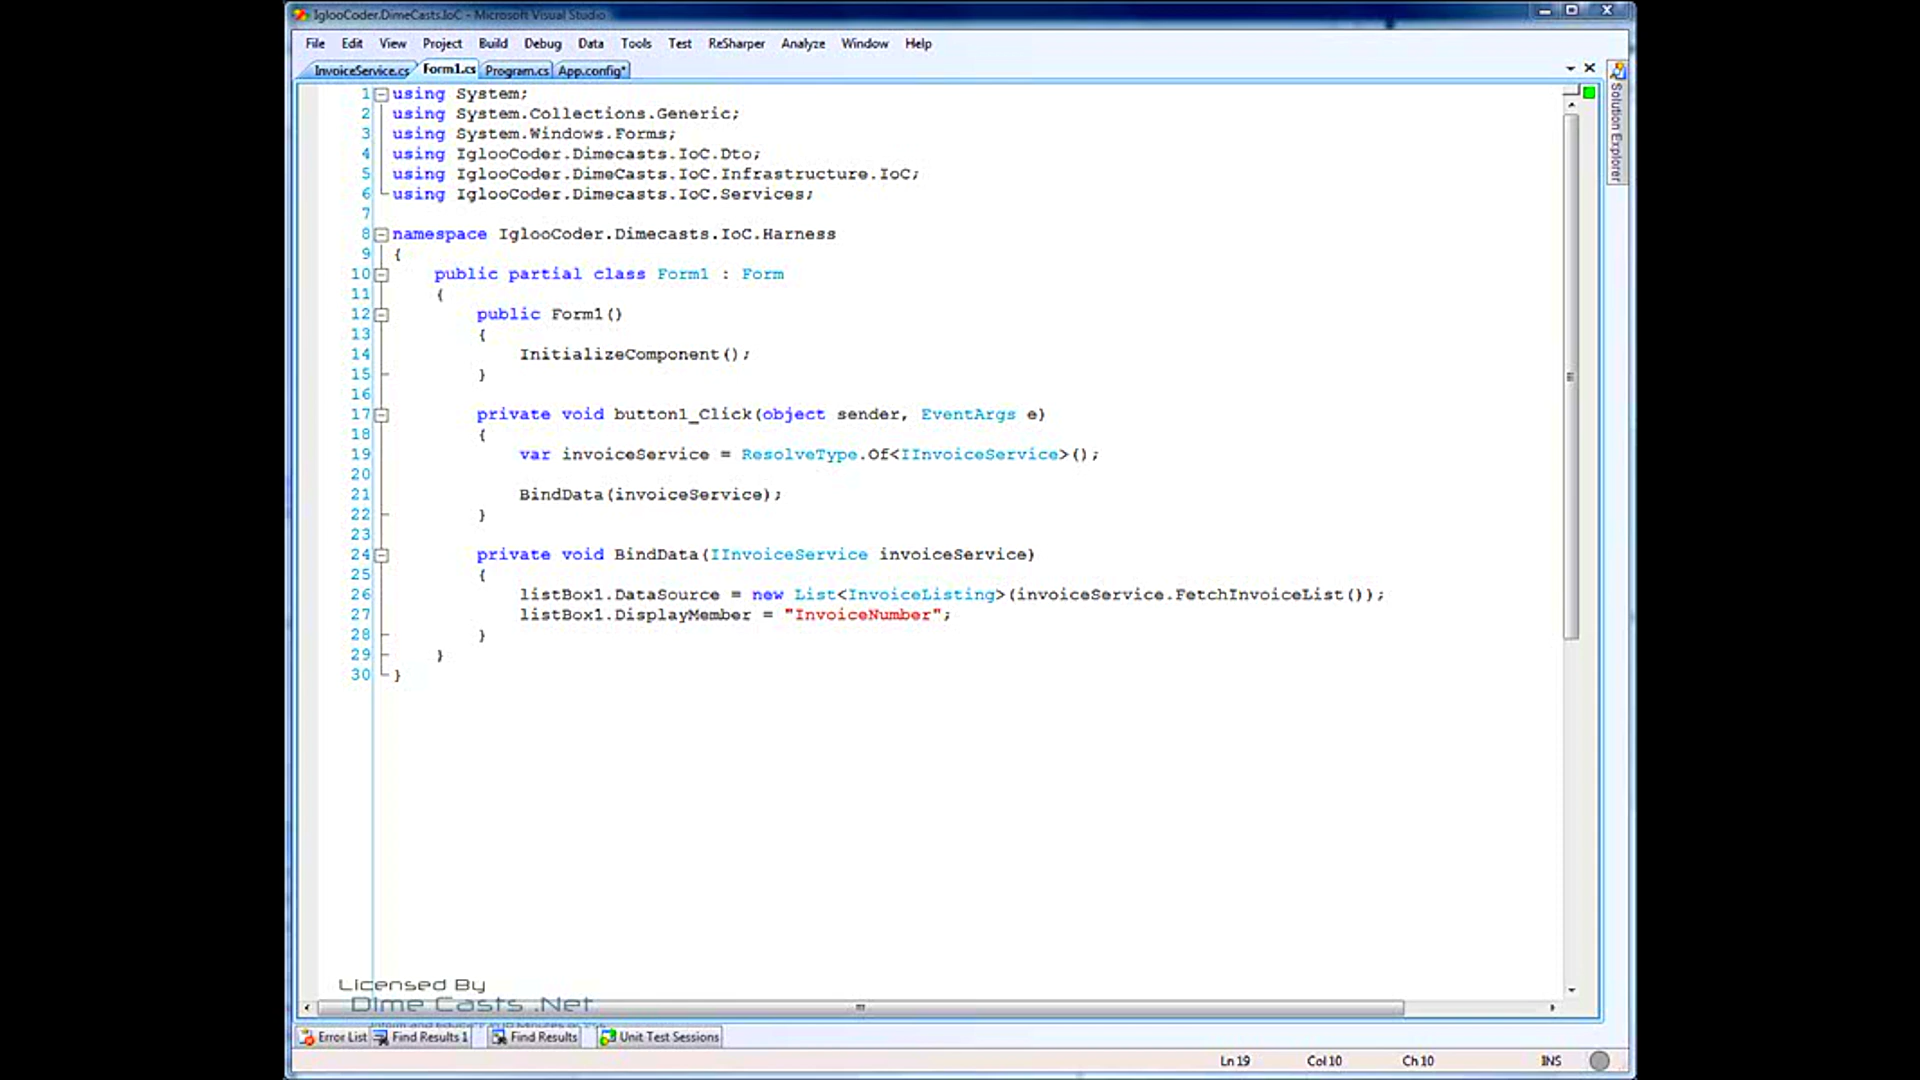 IglooCoder.DimeCasts.IoC - Microsoft Visual Studio
File Edit View Project Build Debug Data Tools Test ReSharper Analyze Window Help
InvoiceService.cs Form1.cs Program.cs App.config*
Solution Explorer
1 using System;
2 using System.Collections.Generic;
3 using System.Windows.Forms;
4 using IglooCoder.Dimecasts.IoC.Dto;
5 using IglooCoder.DimeCasts.IoC.Infrastructure.IoC;
6 using IglooCoder.Dimecasts.IoC.Services;
7
8 namespace IglooCoder.Dimecasts.IoC.Harness
9 {
10 public partial class Form1 : Form
11 {
12 public Form1()
13 {
14 InitializeComponent();
15 }
16
17 private void button1_Click(object sender, EventArgs e)
18 {
19 var invoiceService = ResolveType.Of<IInvoiceService>();
20
21 BindData(invoiceService);
22 }
23
24 private void BindData(IInvoiceService invoiceService)
25 {
26 listBox1.DataSource = new List<InvoiceListing>(invoiceService.FetchInvoiceList());
27 listBox1.DisplayMember = "InvoiceNumber";
28 }
29 }
30 }
Licensed By
Dime Casts .Net
Error List Find Results 1 Find Results Unit Test Sessions
Ln 19 Col 10 Ch 10 INS